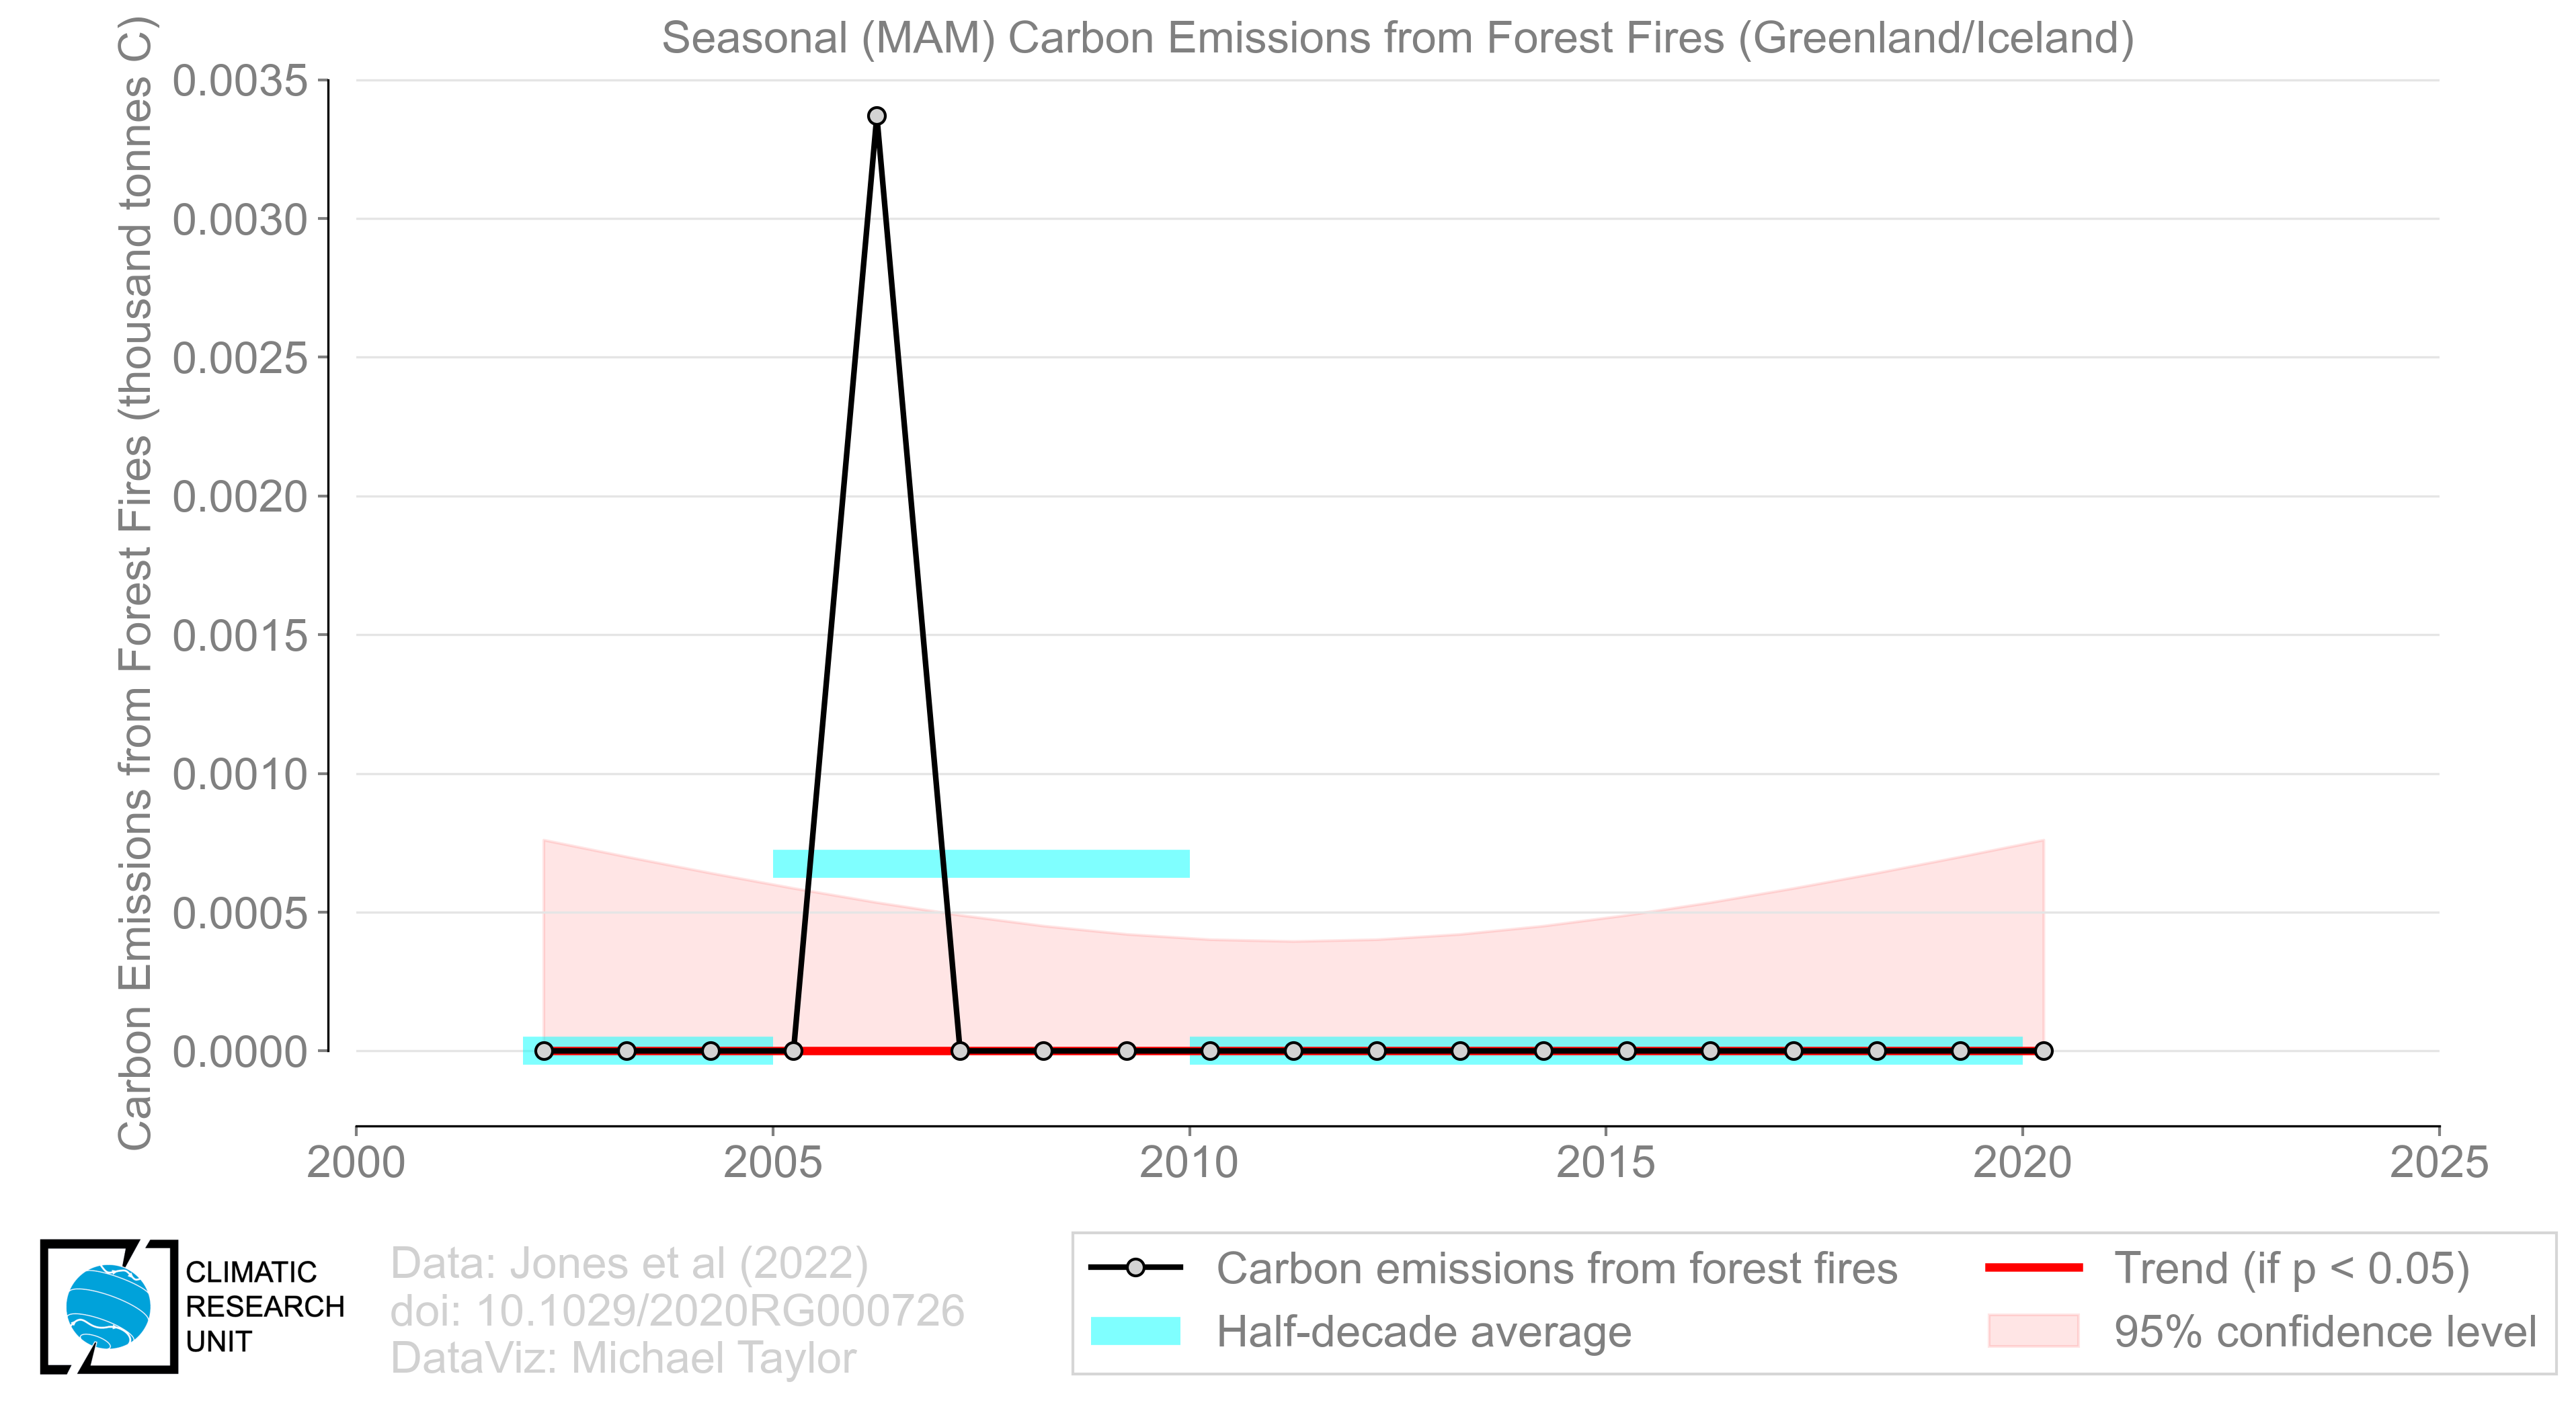 Seasonal (MAM) Carbon Emissions from Forest Fires (Greenland/Iceland)
Carbon Emissions from Forest Fires (thousand tonnes C)
0.0035
0.0030
0.0025
0.0020
0.0015
0.0010
0.0005
0.0000
2000 2005 2010 2015 2020 2025
CLIMATIC
RESEARCH
UNIT
Data: Jones et al (2022)
doi: 10.1029/2020RG000726
DataViz: Michael Taylor
Carbon emissions from forest fires
Half-decade average
Trend (if p < 0.05)
95% confidence level